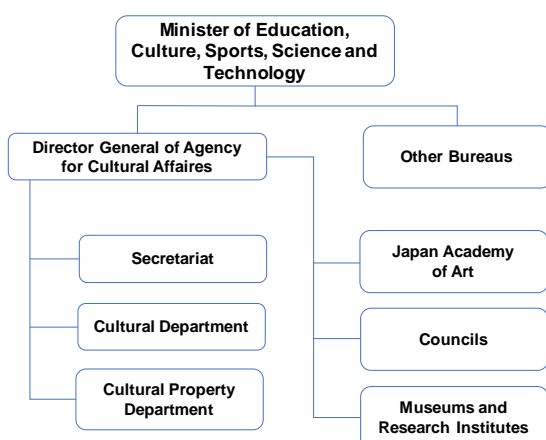 Minister of Education,
Culture, Sports, Science and
Technology
Director General of Agency
for Cultural Affaires
Other Bureaus
Secretariat
Cultural Department
Cultural Property
Department
Japan Academy
of Art
Councils
Museums and
Research Institutes